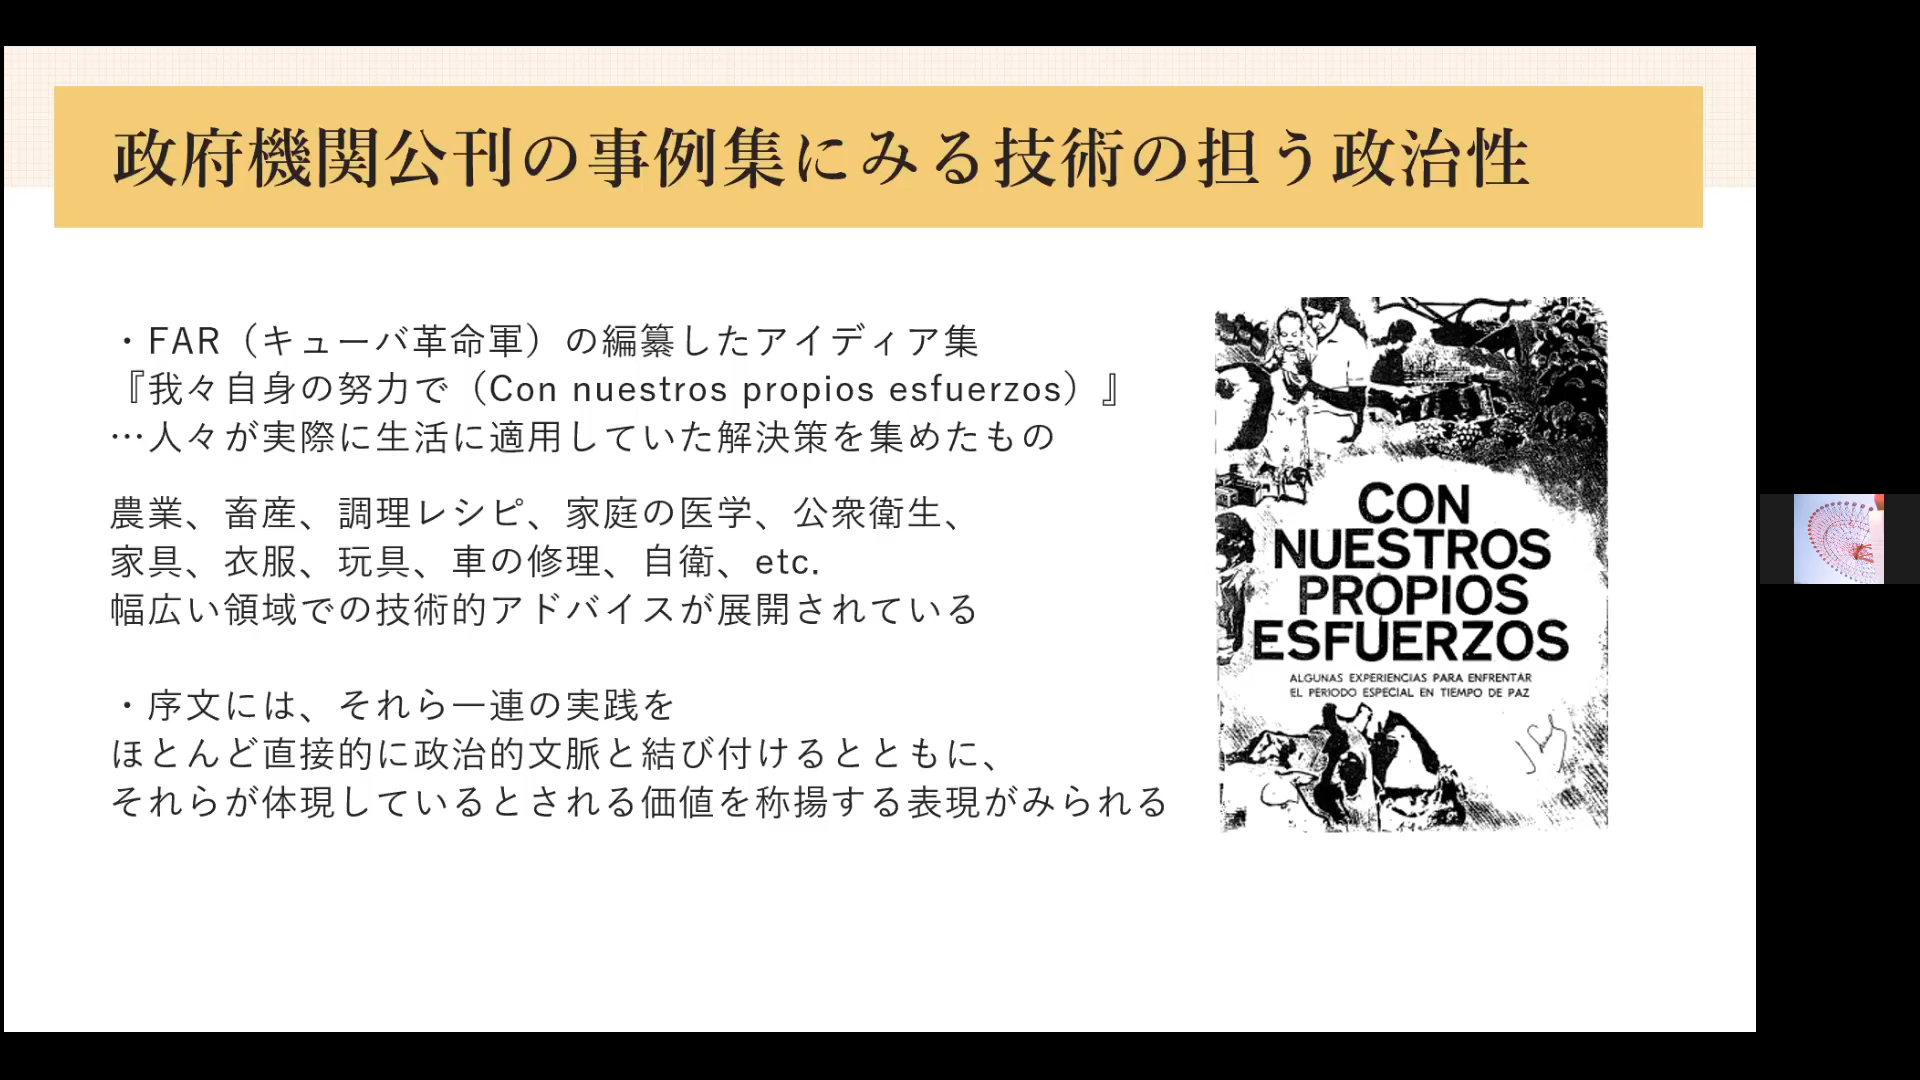 政府機関公刊の事例集にみる技術の担う政治性
・FAR（キューバ革命軍）の編纂したアイディア集
『我々自身の努力で（Con nuestros propios esfuerzos）』
…人々が実際に生活に適用していた解決策を集めたもの
農業、畜産、調理レシピ、家庭の医学、公衆衛生、
家具、衣服、玩具、車の修理、自衛、etc.
幅広い領域での技術的アドバイスが展開されている
・序文には、それら一連の実践を
ほとんど直接的に政治的文脈と結び付けるとともに、
それらが体現しているとされる価値を称揚する表現がみられる
CON
NUESTROS
PROPIOS
ESFUERZOS
ALGUNAS EXPERIENCIAS PARA ENFRENTAR
EL PERIODO ESPECIAL EN TIEMPO DE PAZ